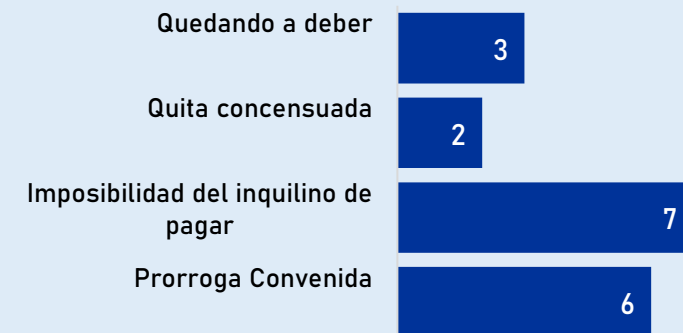 Quedando a deber
3
Quita concensuada
2
Imposibilidad del inquilino de
pagar
7
Prorroga Convenida
6